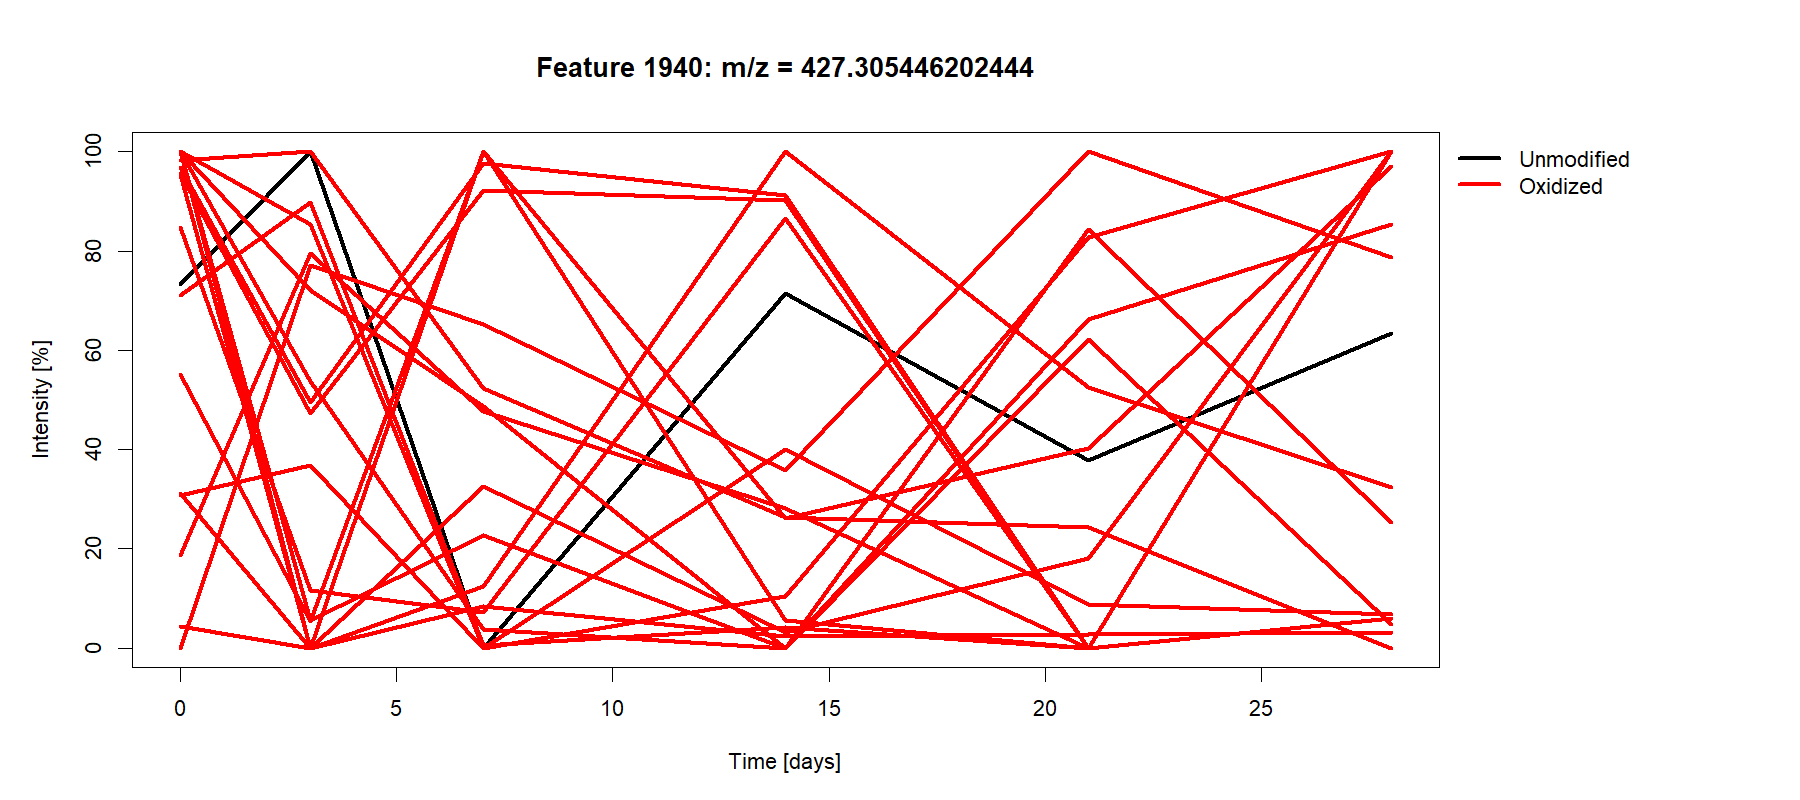 Feature 1940: m/z = 427.305446202444
Unmodified
Oxidized
Intensity [%]
100
80
60
40
20
0
0 5 10 15 20 25
Time [days]